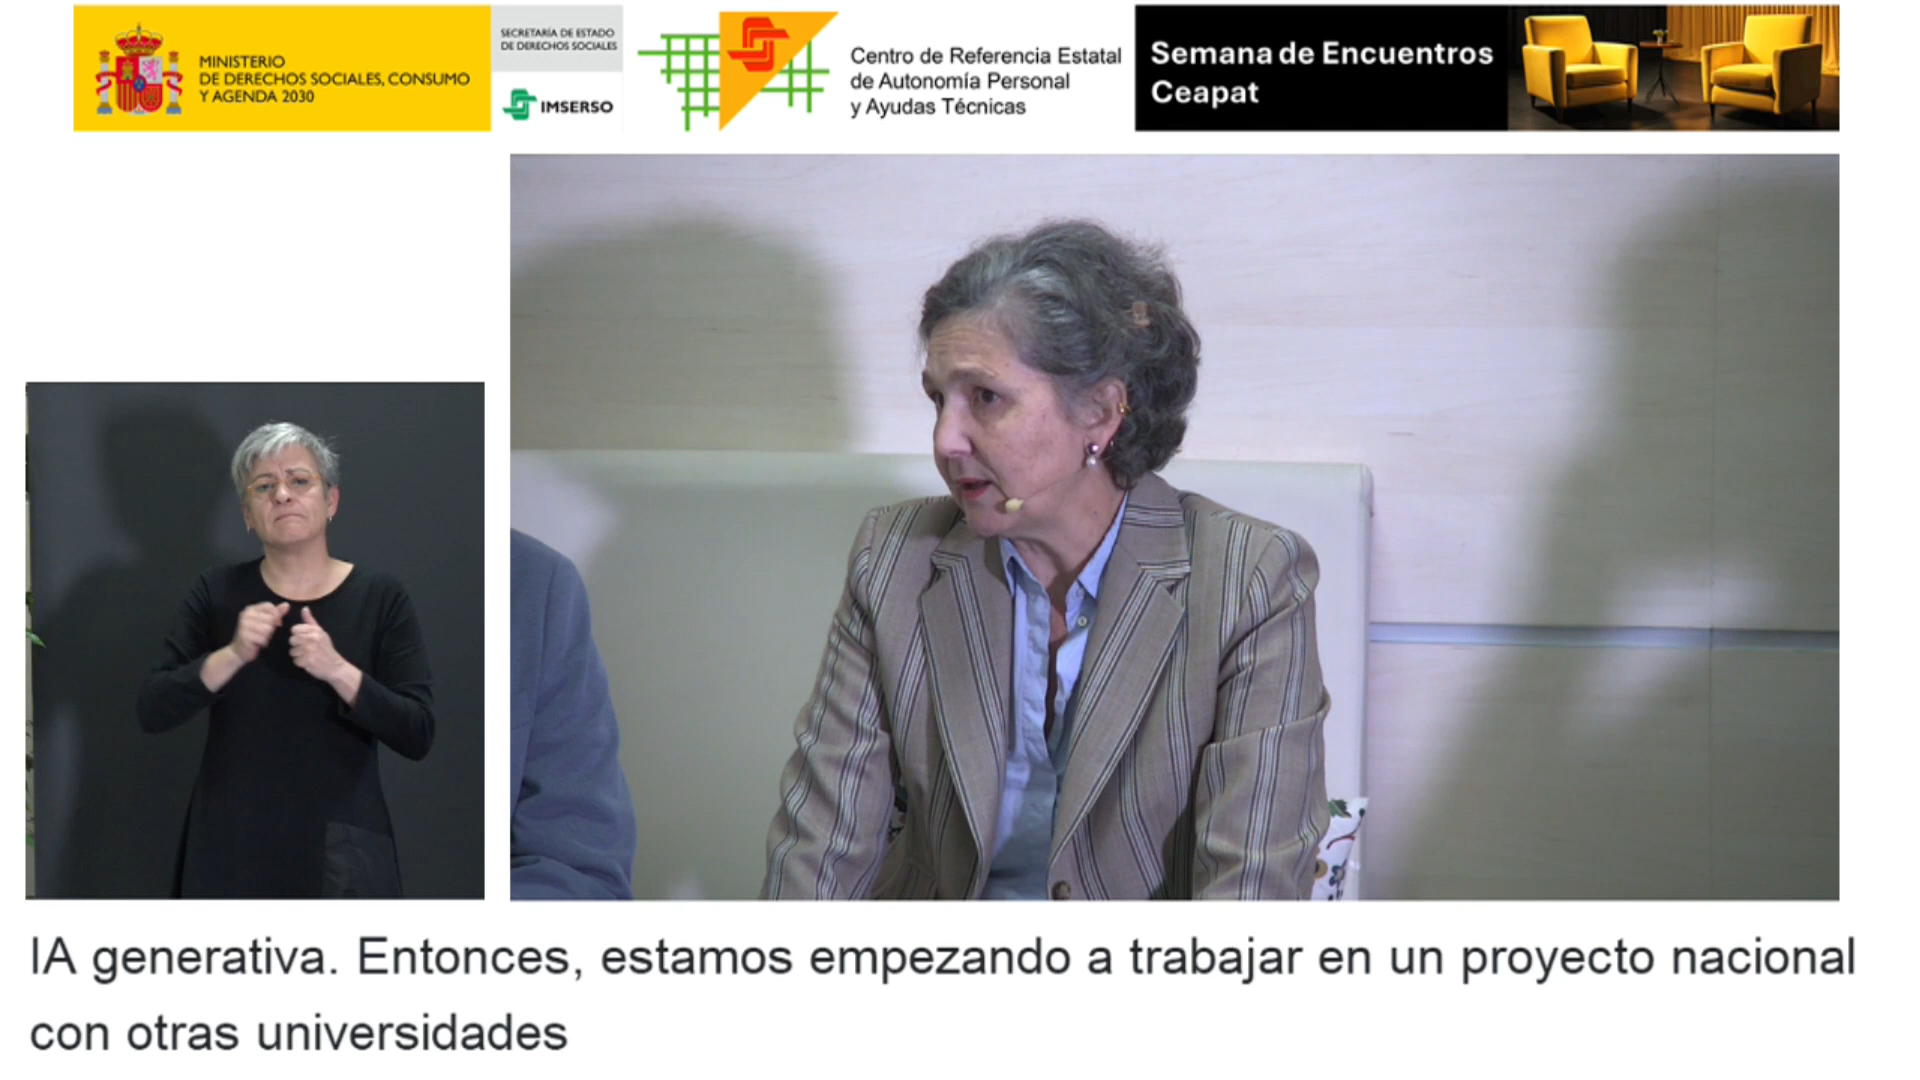 MINISTERIO
DE DERECHOS SOCIALES, CONSUMO
Y AGENDA 2030
SECRETARÍA DE ESTADO
DE DERECHOS SOCIALES
IMSERSO
Centro de Referencia Estatal
de Autonomía Personal
y Ayudas Técnicas
Semana de Encuentros
Ceapat
IA generativa. Entonces, estamos empezando a trabajar en un proyecto nacional
con otras universidades